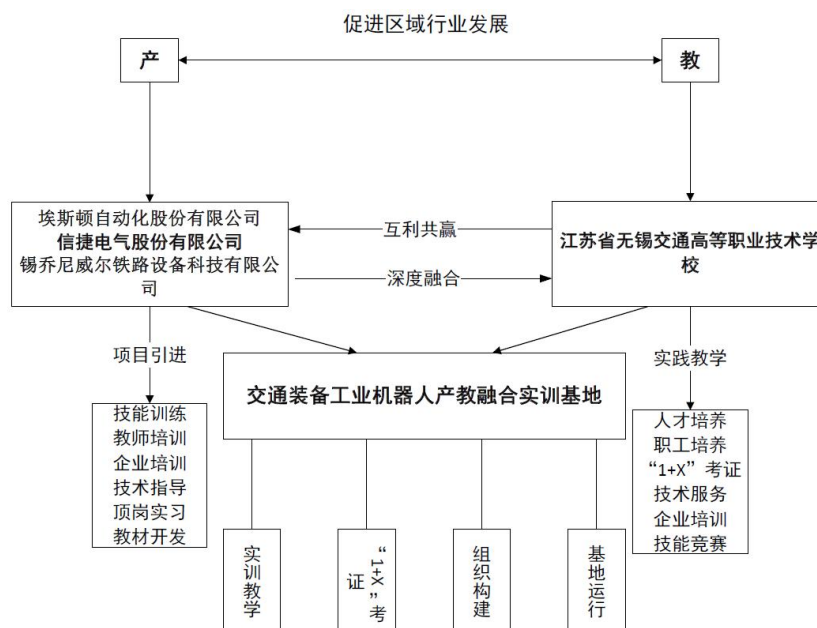 促进区域行业发展
产
教
埃斯顿自动化股份有限公司
信捷电气股份有限公司
锡乔尼威尔铁路设备科技有限公
司
互利共赢
深度融合
江苏省无锡交通高等职业技术学
校
项目引进
实践教学
交通装备工业机器人产教融合实训基地
技能训练
教师培训
企业培训
技术指导
顶岗实习
教材开发
人才培养
职工培养
“1+X”考证
技术服务
企业培训
技能竞赛
实训教学
“1+X”考
证
组织构建
基地运行